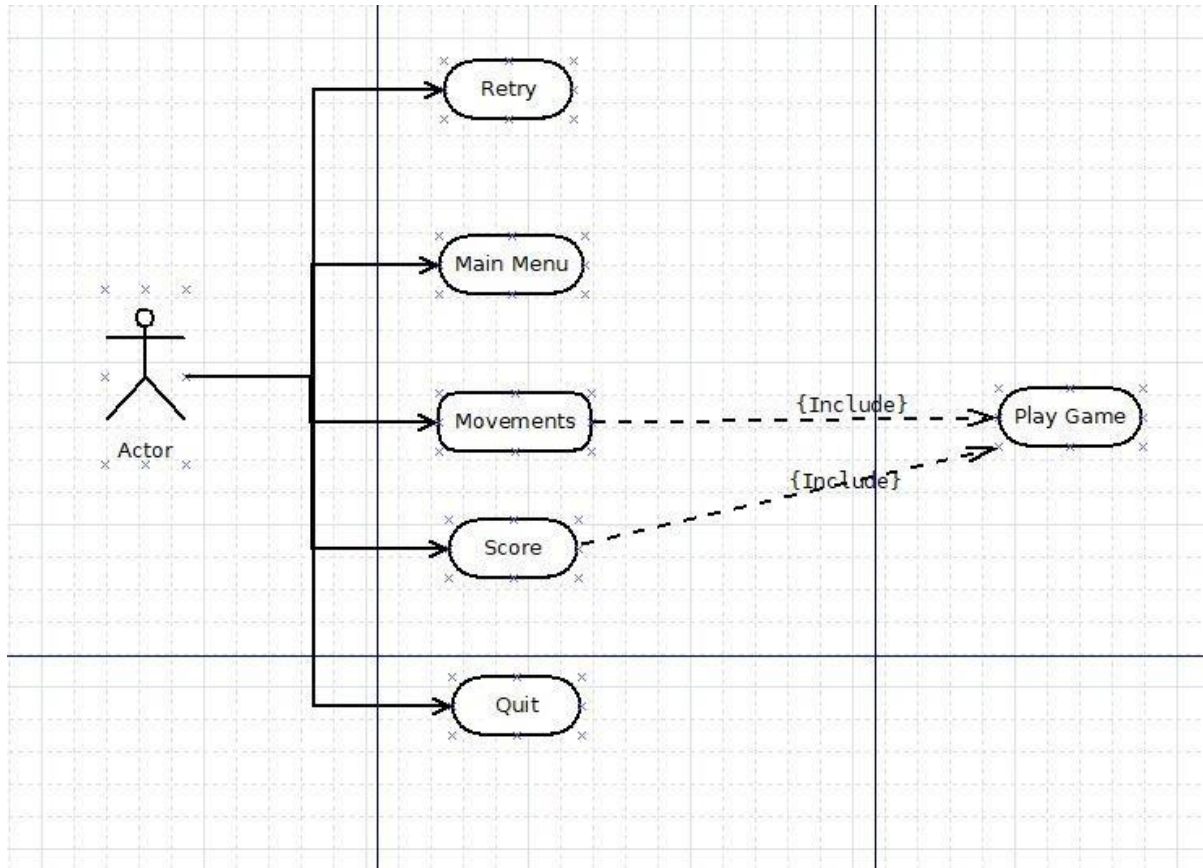 Retry
Main Menu
Actor
Movements
{Include}
Play Game
{Include}
Score
Quit